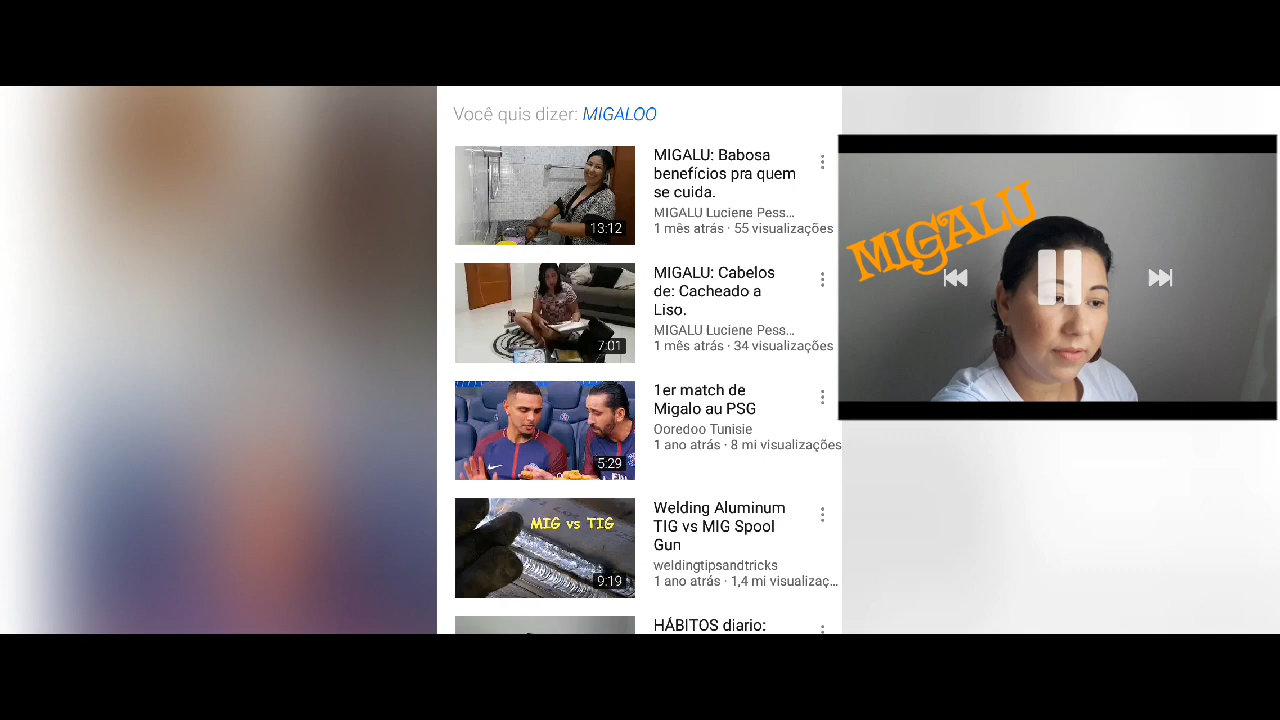 Você quis dizer: MIGALOO
MIGALU: Babosa
benefícios pra quem
se cuida.
MIGALU Luciene Pess...
1 mês atrás · 55 visualizações
13:12
MIGALU: Cabelos
de: Cacheado a
Liso.
MIGALU Luciene Pess...
1 mês atrás · 34 visualizações
7:01
1er match de
Migalo au PSG
Ooredoo Tunisie
1 ano atrás · 8 mi visualizações
5:29
Welding Aluminum
TIG vs MIG Spool
Gun
weldingtipsandtricks
1 ano atrás · 1,4 mi visualizaç...
MIG vs TIG
9:19
HÁBITOS diario:
MIGALU